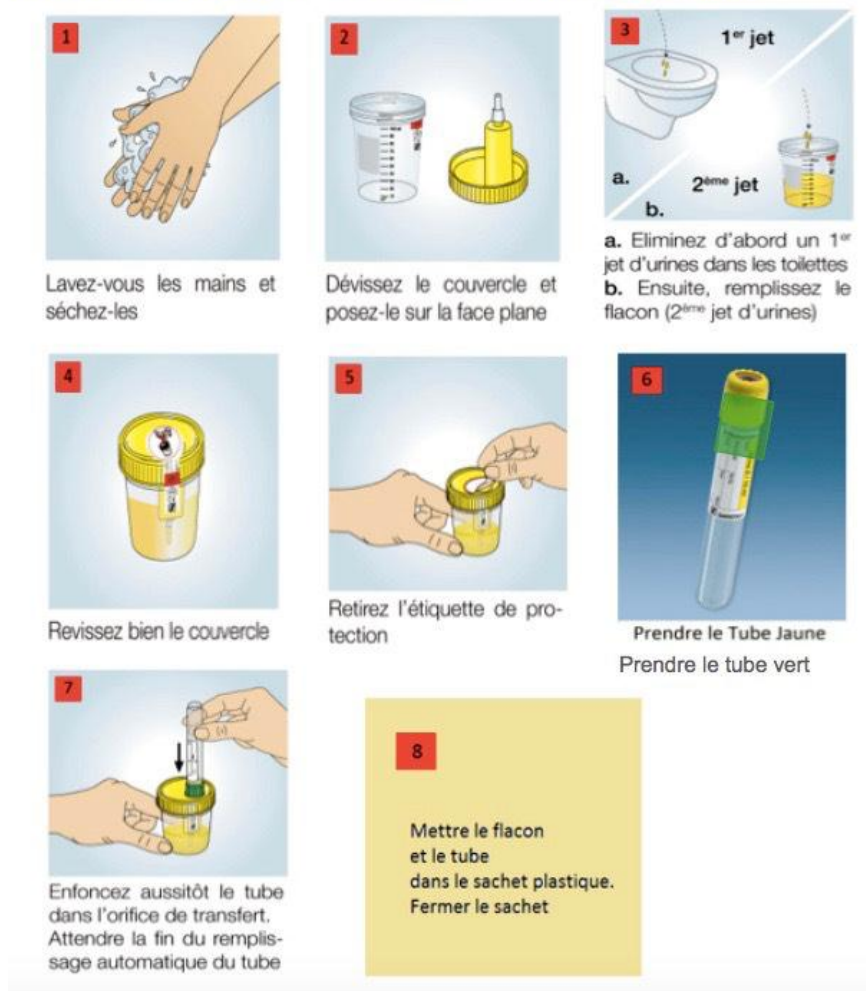 1
Lavez-vous les mains et
séchez-les
2
Dévissez le couvercle et
posez-le sur la face plane
3
1er jet
a.
2ème jet
b.
a. Eliminez d'abord un 1er
jet d'urines dans les toilettes
b. Ensuite, remplissez le
flacon (2ème jet d'urines)
4
Revissez bien le couvercle
5
Retirez l'étiquette de pro-
tection
6
Prendre le Tube Jaune
Prendre le tube vert
7
Enfoncez aussitôt le tube
dans l'orifice de transfert.
Attendre la fin du remplis-
sage automatique du tube
8
Mettre le flacon
et le tube
dans le sachet plastique.
Fermer le sachet